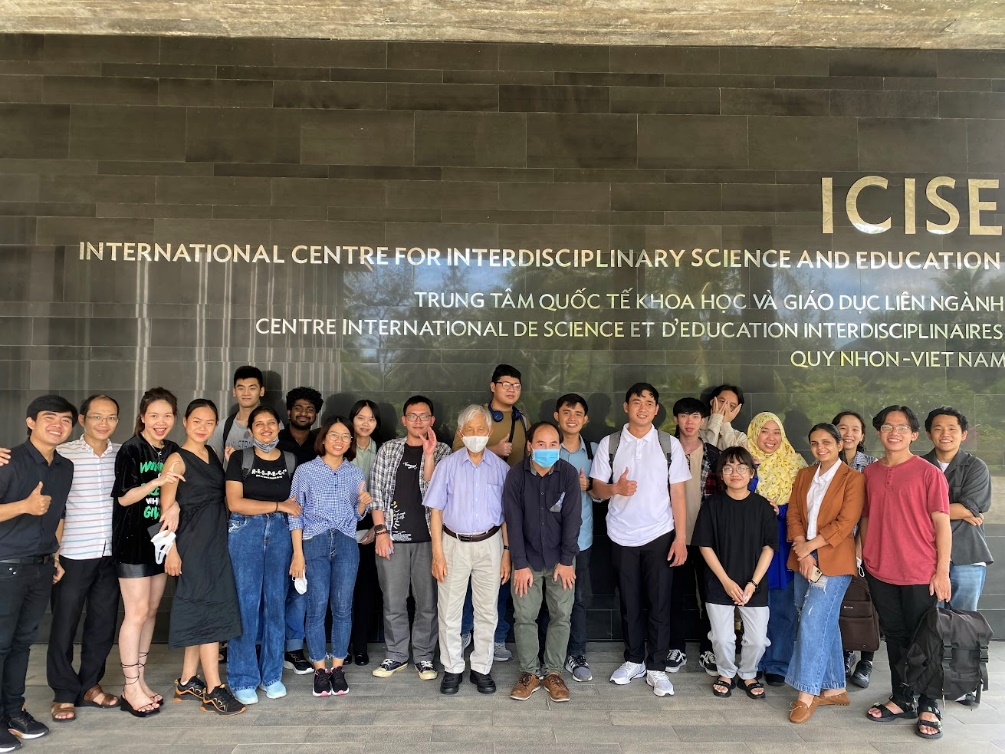 ICISE
INTERNATIONAL CENTRE FOR INTERDISCIPLINARY SCIENCE AND EDUCATION
TRUNG TÂM QUỐC TẾ KHOA HỌC VÀ GIÁO DỤC LIÊN NGÀNH
CENTRE INTERNATIONAL DE SCIENCE ET D'EDUCATION INTERDISCIPLINAIRES
QUY NHON-VIET NAM